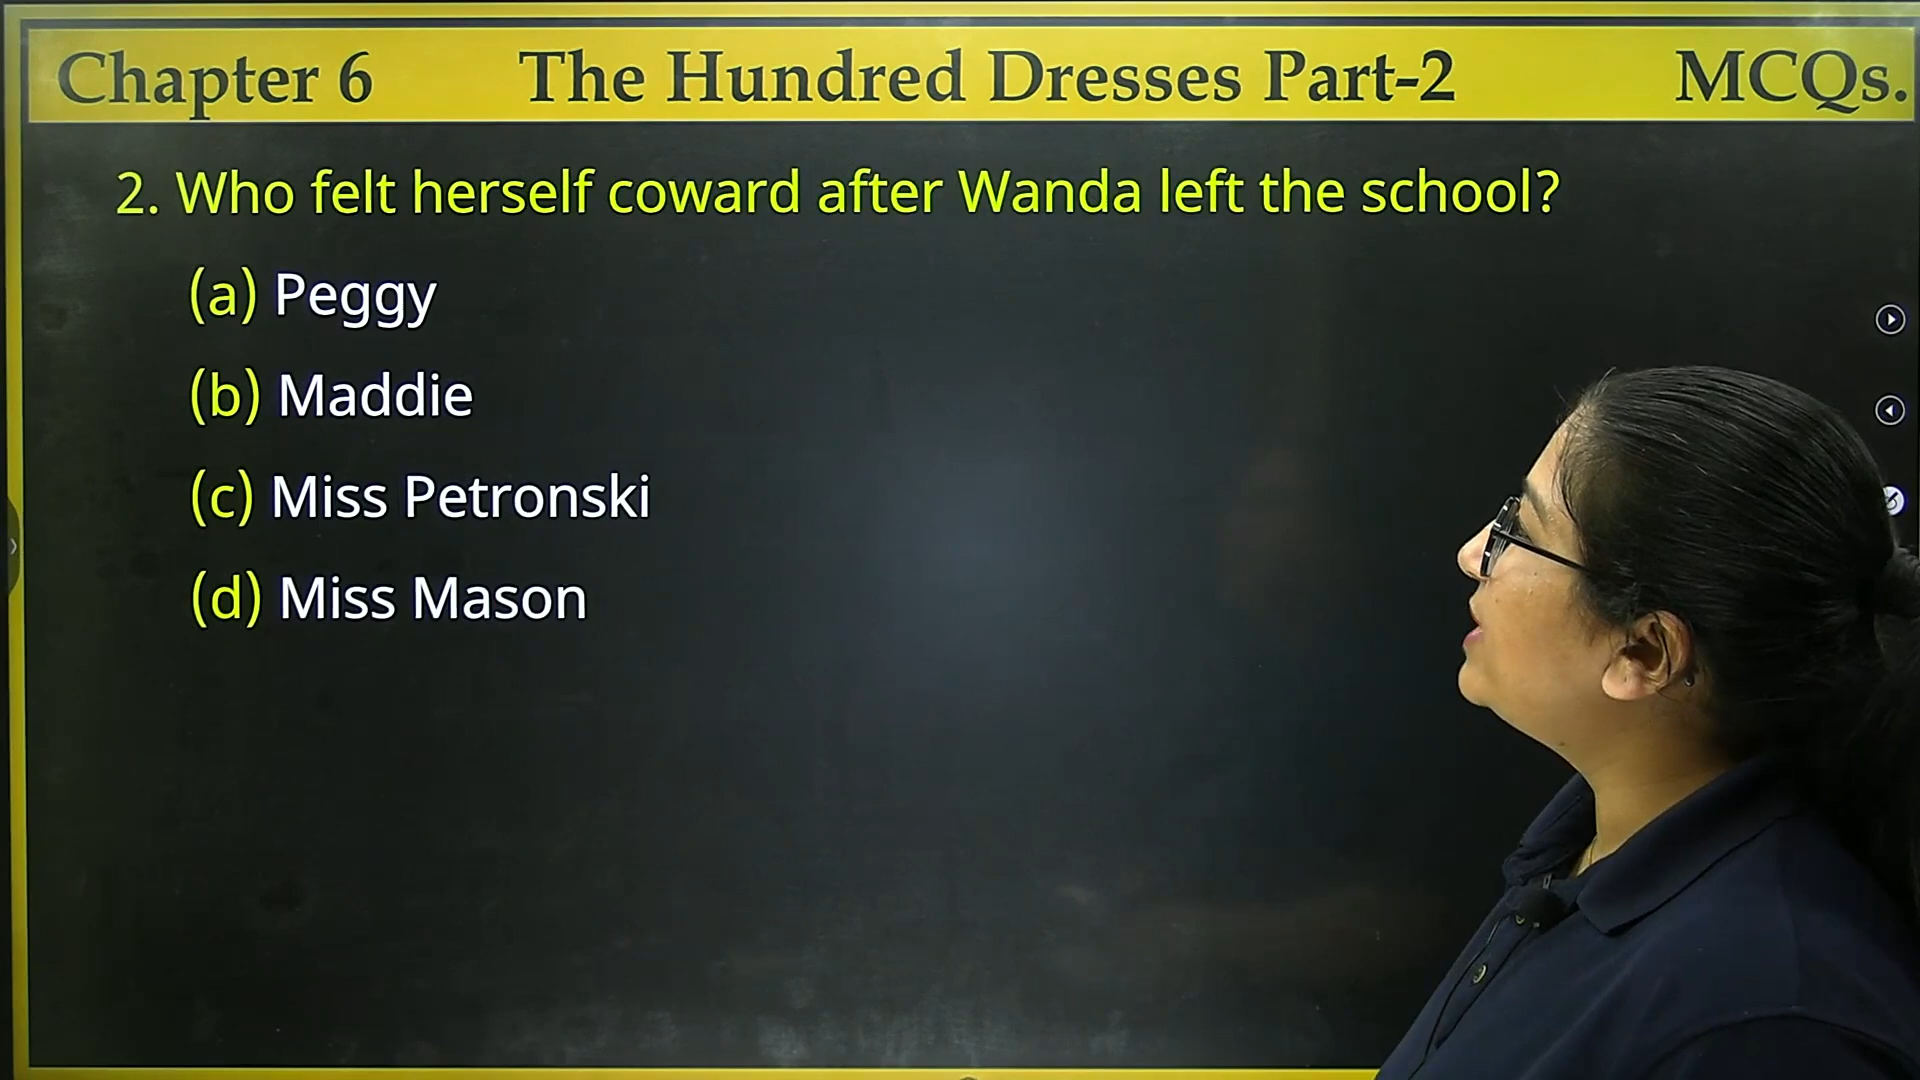 Chapter 6 The Hundred Dresses Part-2 MCQs.
2. Who felt herself coward after Wanda left the school?
(a) Peggy
(b) Maddie
(c) Miss Petronski
(d) Miss Mason